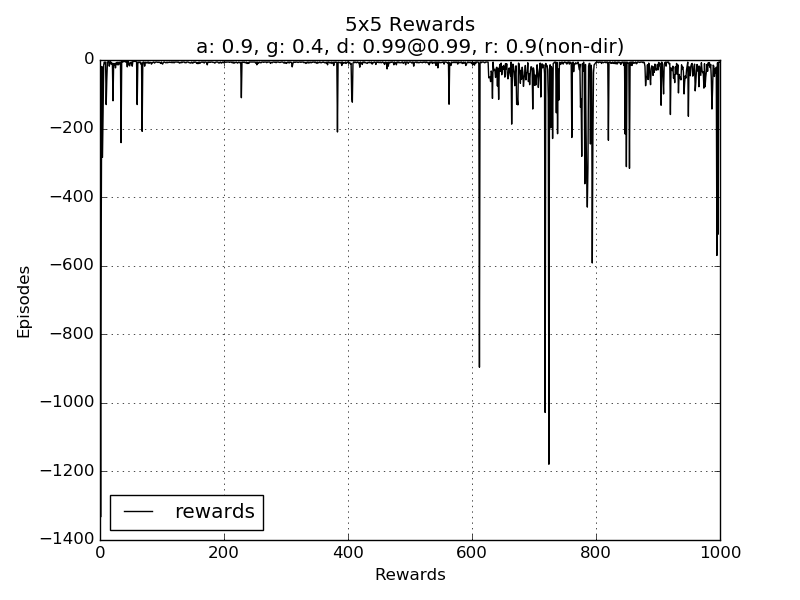 5x5 Rewards
a: 0.9, g: 0.4, d: 0.99@0.99, r: 0.9(non-dir)
0
−200
−400
−600
−800
−1000
−1200
−1400
Episodes
rewards
0 200 400 600 800 1000
Rewards